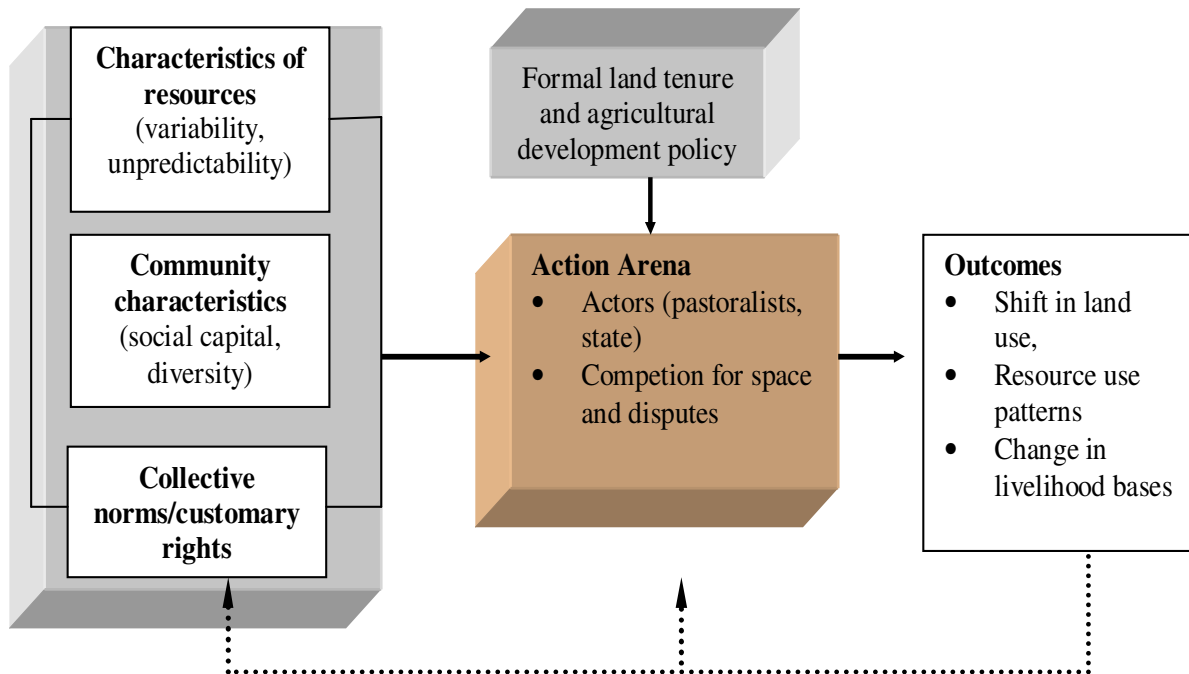 Characteristics of
resources
(variability,
unpredictability)
Community
characteristics
(social capital,
diversity)
Collective
norms/customary
rights
Formal land tenure
and agricultural
development policy
Action Arena
• Actors (pastoralists,
state)
• Competion for space
and disputes
Outcomes
• Shift in land
use,
• Resource use
patterns
• Change in
livelihood bases